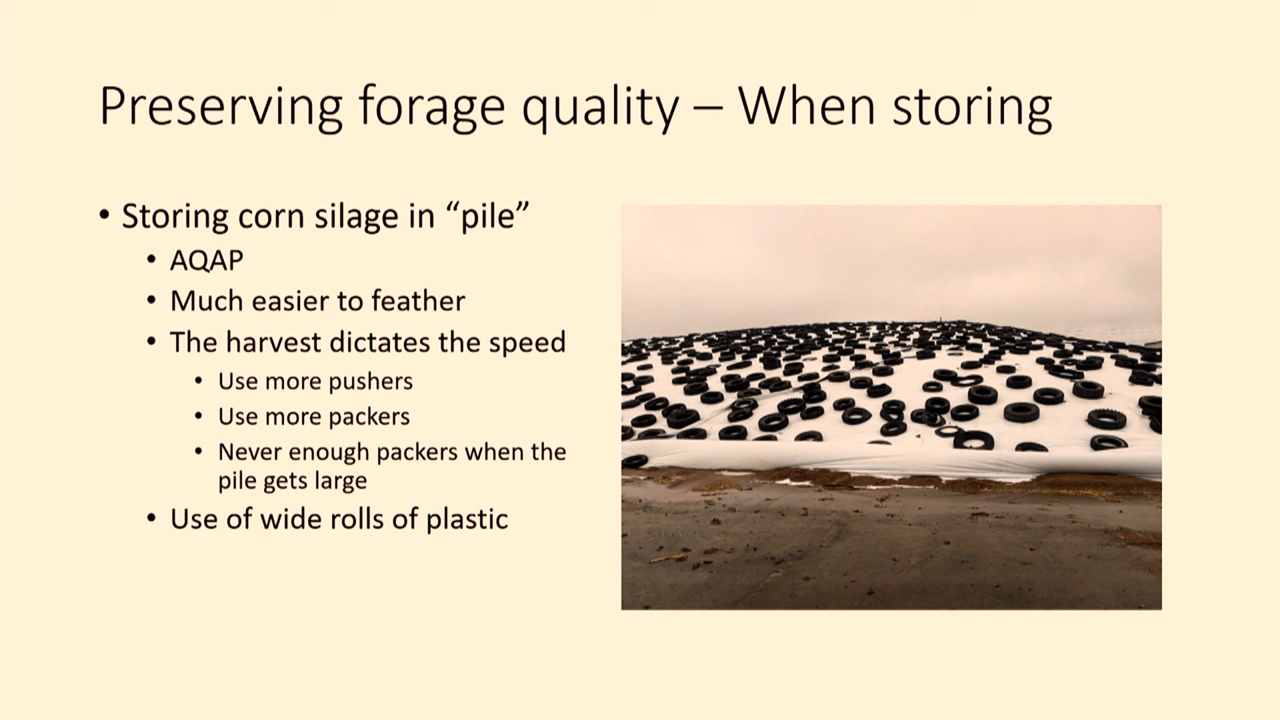 Preserving forage quality – When storing
• Storing corn silage in “pile”
• AQAP
• Much easier to feather
• The harvest dictates the speed
• Use more pushers
• Use more packers
• Never enough packers when the
pile gets large
• Use of wide rolls of plastic